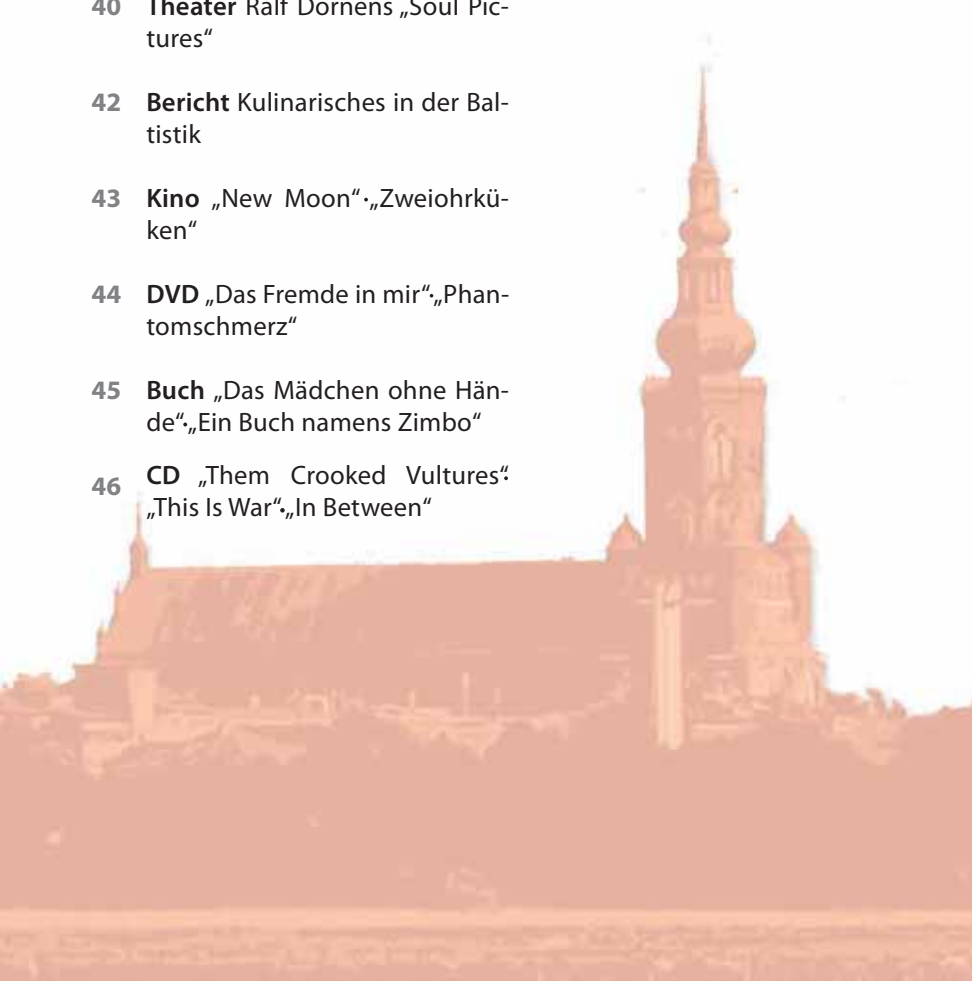 40 Theater Ralf Dörnens „Soul Pic-
tures“
42 Bericht Kulinarisches in der Bal-
tistik
43 Kino „New Moon“·„Zweiohrkü-
ken“
44 DVD „Das Fremde in mir“·„Phan-
tomschmerz“
45 Buch „Das Mädchen ohne Hän-
de“·„Ein Buch namens Zimbo“
46 CD „Them Crooked Vultures“·
„This Is War“·„In Between“